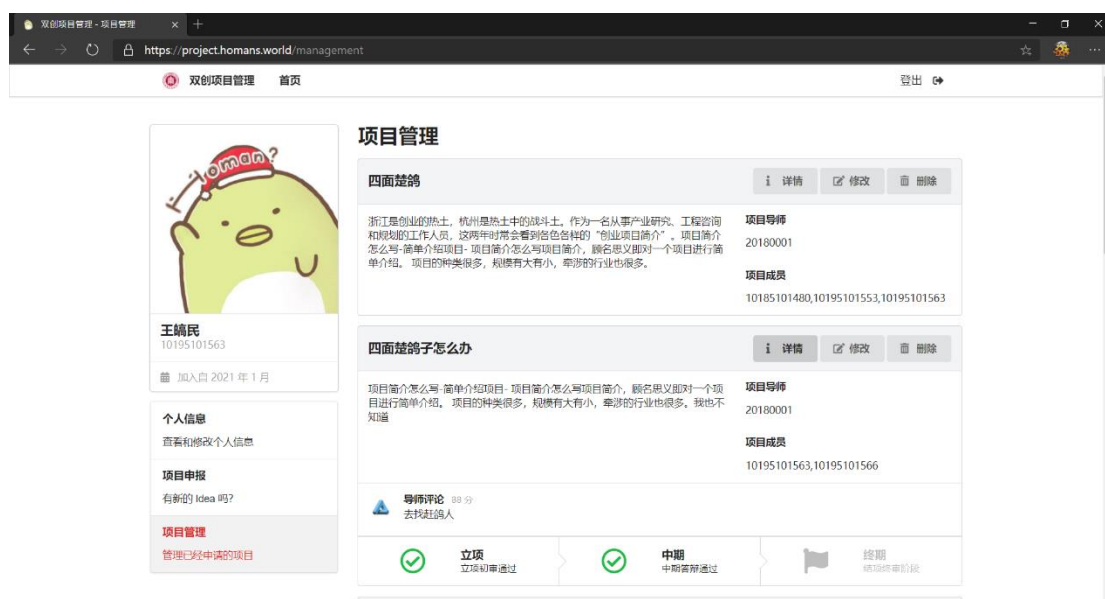 双创项目管理 - 项目管理
https://project.homans.world/management
双创项目管理 首页 登出
I homan?
王鎬民
10195101563
加入自 2021 年 1 月
个人信息
查看和修改个人信息
项目申报
有新的 Idea 吗?
项目管理
管理已经申请的项目
项目管理
四面楚鸽 详情 修改 删除
浙江是创业的热土，杭州是热土中的战斗土。作为一名从事产业研究、工程咨询
和规划的工作人员，这两年时常会看到各色各样的“创业项目简介”。项目简介
怎么写-简单介绍项目- 项目简介怎么写项目简介，顾名思义即对一个项目进行简
单介绍。 项目的种类很多，规模有大有小，牵涉的行业也很多。
项目导师
20180001
项目成员
10185101480,10195101553,10195101563
四面楚鸽子怎么办 详情 修改 删除
项目简介怎么写-简单介绍项目- 项目简介怎么写项目简介，顾名思义即对一个项
目进行简单介绍。 项目的种类很多，规模有大有小，牵涉的行业也很多。我也不
知道
项目导师
20180001
项目成员
10195101563,10195101566
导师评论 88 分
去找赶鸽人
立项
立项初审通过
中期
中期答辩通过
终期
结项终审阶段